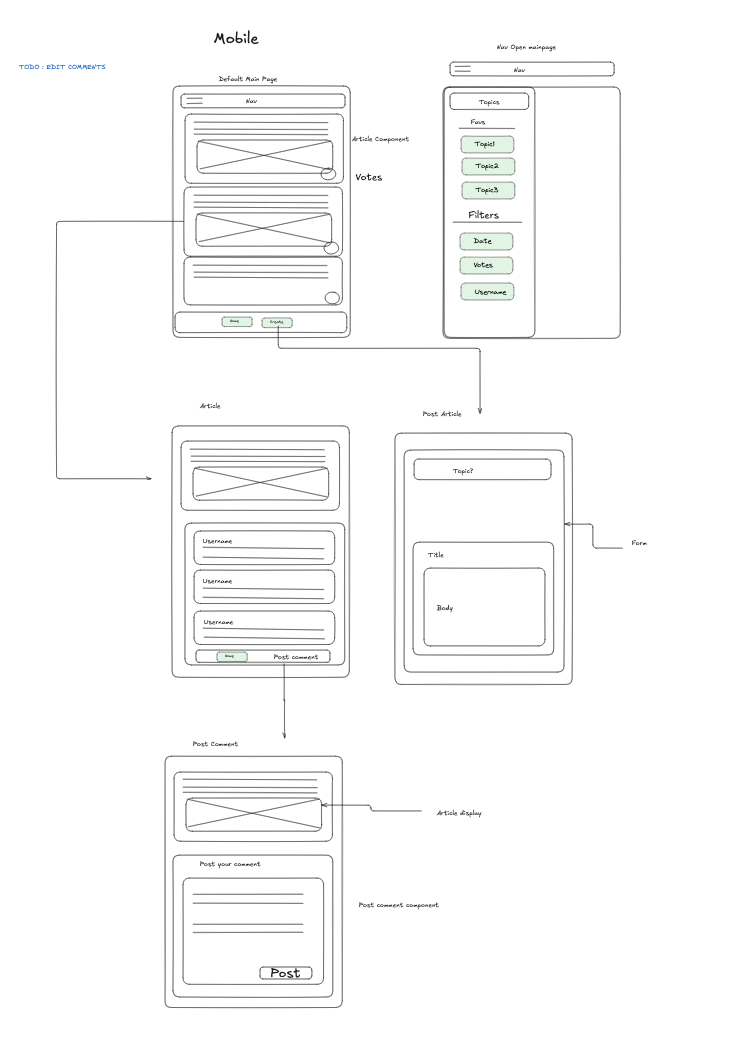 Mobile
Nav Open mainpage
TODO : EDIT COMMENTS
Nav
Default Main Page
Nav
Topics
Favs
Article Component
Topic1
Topic2
Votes
Topic3
Filters
Date
Votes
Username
Home
Create
Article
Post Article
Topic?
Username
Form
Title
Username
Body
Username
Home
Post comment
Post Comment
Article display
Post your comment
Post comment component
Post